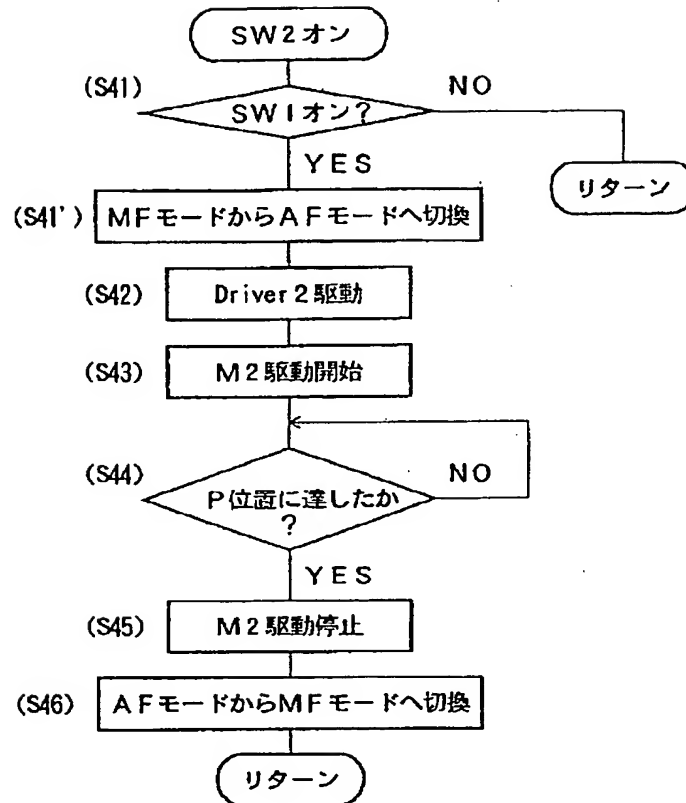 SW2オン
(S41)
SW1オン?
NO
YES
リターン
(S41')
MFモードからAFモードへ切換
(S42)
Driver2駆動
(S43)
M2駆動開始
(S44)
P位置に達したか
?
NO
YES
(S45)
M2駆動停止
(S46)
AFモードからMFモードへ切換
リターン